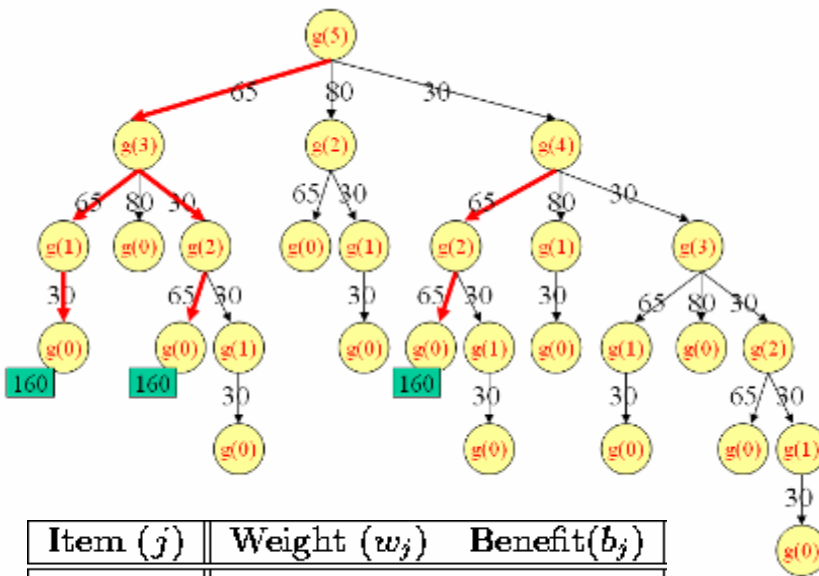 g(5)
65 80 30
g(3) g(2) g(4)
65 80 30 65 30 65 80 30
g(1) g(0) g(2) g(0) g(1) g(2) g(1) g(3)
30 65 30 30 65 30 30 65 80 30
g(0) g(0) g(1) g(0) g(0) g(1) g(0) g(1) g(0) g(2)
160 160 160
30 30 30 65 30
g(0) g(0) g(0) g(0) g(1)
30
g(0)
Item (j) Weight (wj) Benefit(bj)